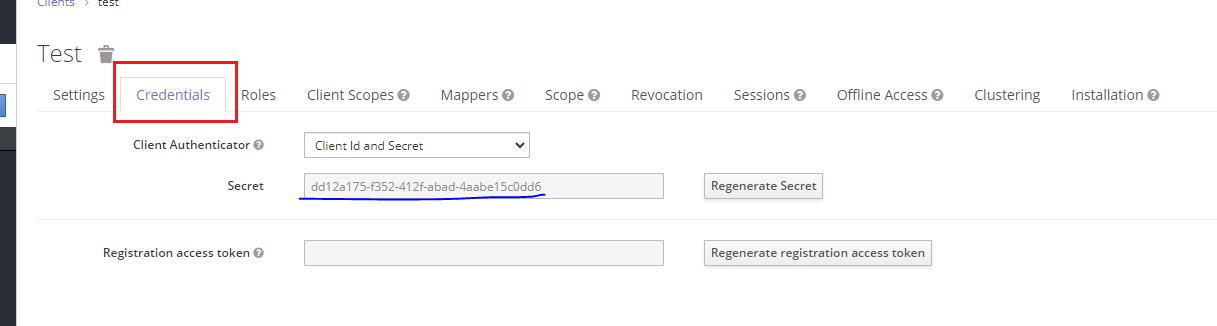 Clients > test
Test
Settings Credentials Roles Client Scopes Mappers Scope Revocation Sessions Offline Access Clustering Installation
Client Authenticator Client Id and Secret
Secret dd12a175-f352-412f-abad-4aabe15c0dd6 Regenerate Secret
Registration access token Regenerate registration access token